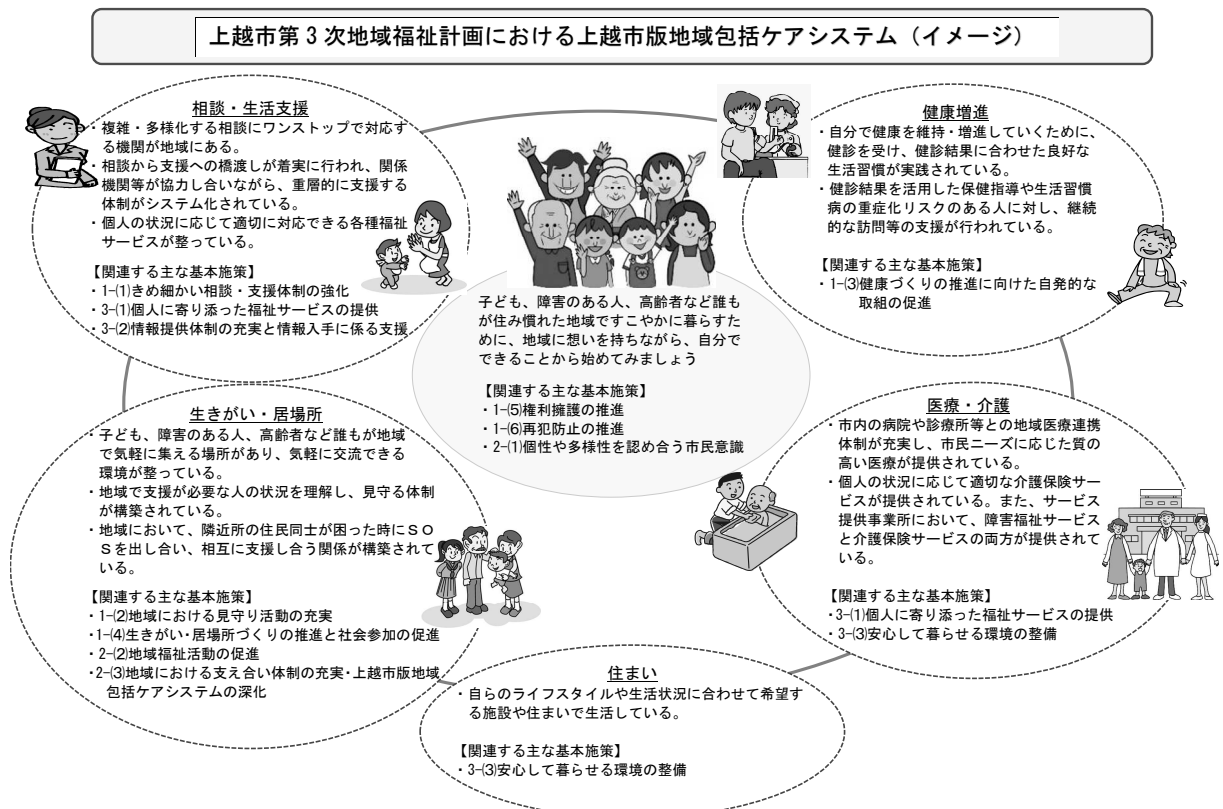 上越市第3次地域福祉計画における上越市版地域包括ケアシステム（イメージ）
相談・生活支援
・複雑・多様化する相談にワンストップで対応す
る機関が地域にある。
・相談から支援への橋渡しが着実に行われ、関係
機関等が協力し合いながら、重層的に支援する
体制がシステム化されている。
・個人の状況に応じて適切に対応できる各種福祉
サービスが整っている。
【関連する主な基本施策】
・1-⑴きめ細かい相談・支援体制の強化
・3-⑴個人に寄り添った福祉サービスの提供
・3-⑵情報提供体制の充実と情報入手に係る支援
健康増進
・自分で健康を維持・増進していくために、
健診を受け、健診結果に合わせた良好な
生活習慣が実践されている。
・健診結果を活用した保健指導や生活習慣
病の重症化リスクのある人に対し、継続
的な訪問等の支援が行われている。
【関連する主な基本施策】
・1-⑶健康づくりの推進に向けた自発的な
取組の促進
子ども、障害のある人、高齢者など誰も
が住み慣れた地域ですこやかに暮らすた
めに、地域に想いを持ちながら、自分で
できることから始めてみましょう
【関連する主な基本施策】
・1-⑸権利擁護の推進
・1-⑹再犯防止の推進
・2-⑴個性や多様性を認め合う市民意識
生きがい・居場所
・子ども、障害のある人、高齢者など誰もが地域
で気軽に集える場所があり、気軽に交流できる
環境が整っている。
・地域で支援が必要な人の状況を理解し、見守る体制
が構築されている。
・地域において、隣近所の住民同士が困った時にＳＯ
Ｓを出し合い、相互に支援し合う関係が構築されて
いる。
【関連する主な基本施策】
・1-⑵地域における見守り活動の充実
・1-⑷生きがい・居場所づくりの推進と社会参加の促進
・2-⑵地域福祉活動の促進
・2-⑶地域における支え合い体制の充実・上越市版地域
包括ケアシステムの深化
医療・介護
・市内の病院や診療所等との地域医療連携
体制が充実し、市民ニーズに応じた質の
高い医療が提供されている。
・個人の状況に応じて適切な介護保険サー
ビスが提供されている。また、サービス
提供事業所において、障害福祉サービス
と介護保険サービスの両方が提供されて
いる。
【関連する主な基本施策】
・3-⑴個人に寄り添った福祉サービスの提供
・3-⑶安心して暮らせる環境の整備
住まい
・自らのライフスタイルや生活状況に合わせて希望す
る施設や住まいで生活している。
【関連する主な基本施策】
・3-⑶安心して暮らせる環境の整備